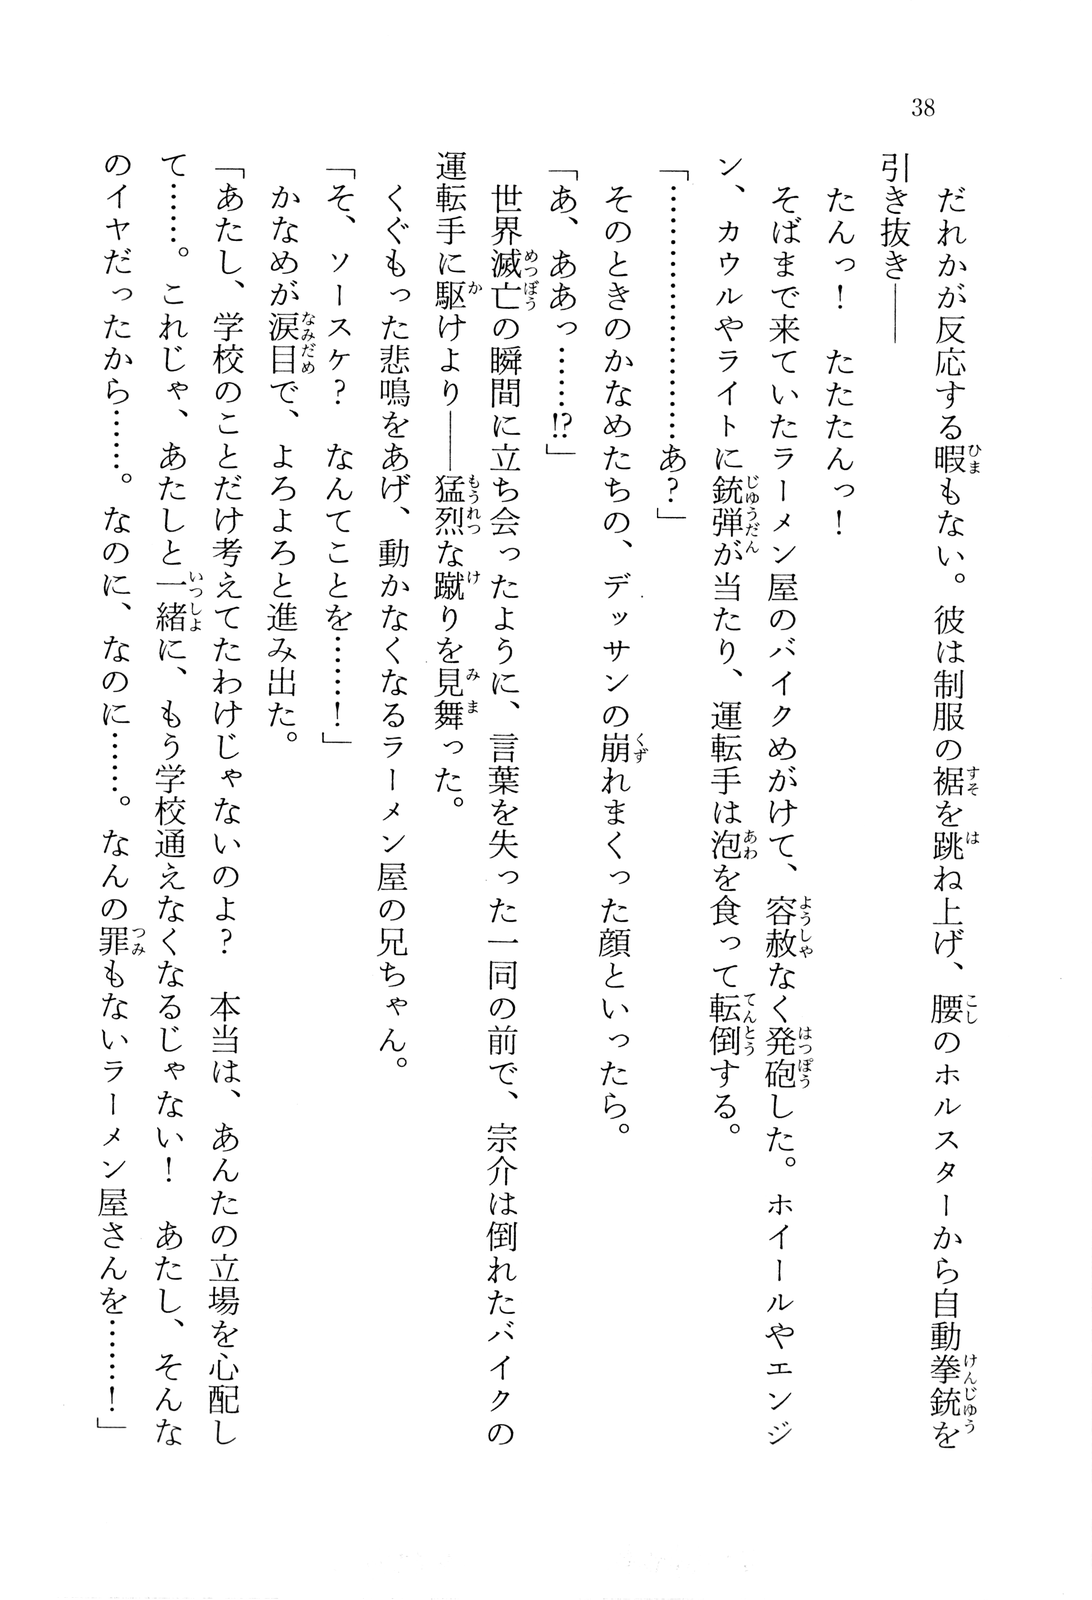 38
だれかが反応する暇もない。彼は制服の裾を跳ね上げ、腰のホルスターから自動拳銃を
引き抜き――
たんっ！　たたたんっ！
そばまで来ていたラーメン屋のバイクめがけて、容赦なく発砲した。ホイールやエンジ
ン、カウルやライトに銃弾が当たり、運転手は泡を食って転倒する。
「………………………あ？」
そのときのかなめたちの、デッサンの崩れまくった顔といったら。
「あ、ああっ……!?」
世界滅亡の瞬間に立ち会ったように、言葉を失った一同の前で、宗介は倒れたバイクの
運転手に駆けより――猛烈な蹴りを見舞った。
くぐもった悲鳴をあげ、動かなくなるラーメン屋の兄ちゃん。
「そ、ソースケ？　なんてことを……！」
かなめが涙目で、よろよろと進み出た。
「あたし、学校のことだけ考えてたわけじゃないのよ？　本当は、あんたの立場を心配し
て……。これじゃ、あたしと一緒に、もう学校通えなくなるじゃない！　あたし、そんな
のイヤだったから……。なのに、なのに……。なんの罪もないラーメン屋さんを……！」